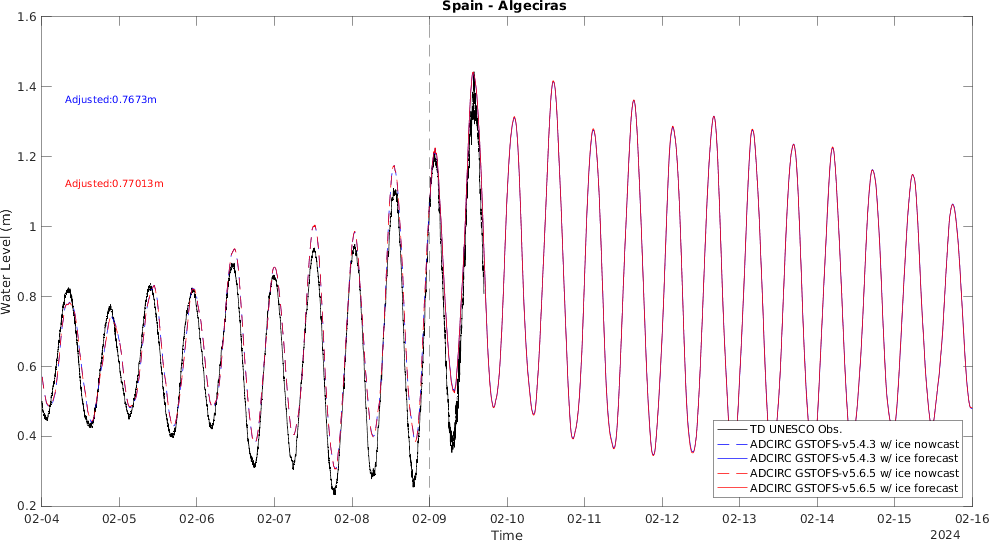 Spain - Algeciras
1.6
1.4
1.2
1
0.8
0.6
0.4
0.2
Water Level (m)
Adjusted:0.7673m
Adjusted:0.77013m
TD UNESCO Obs.
ADCIRC GSTOFS-v5.4.3 w/ ice nowcast
ADCIRC GSTOFS-v5.4.3 w/ ice forecast
ADCIRC GSTOFS-v5.6.5 w/ ice nowcast
ADCIRC GSTOFS-v5.6.5 w/ ice forecast
02-04 02-05 02-06 02-07 02-08 02-09 02-10 02-11 02-12 02-13 02-14 02-15 02-16
Time
2024